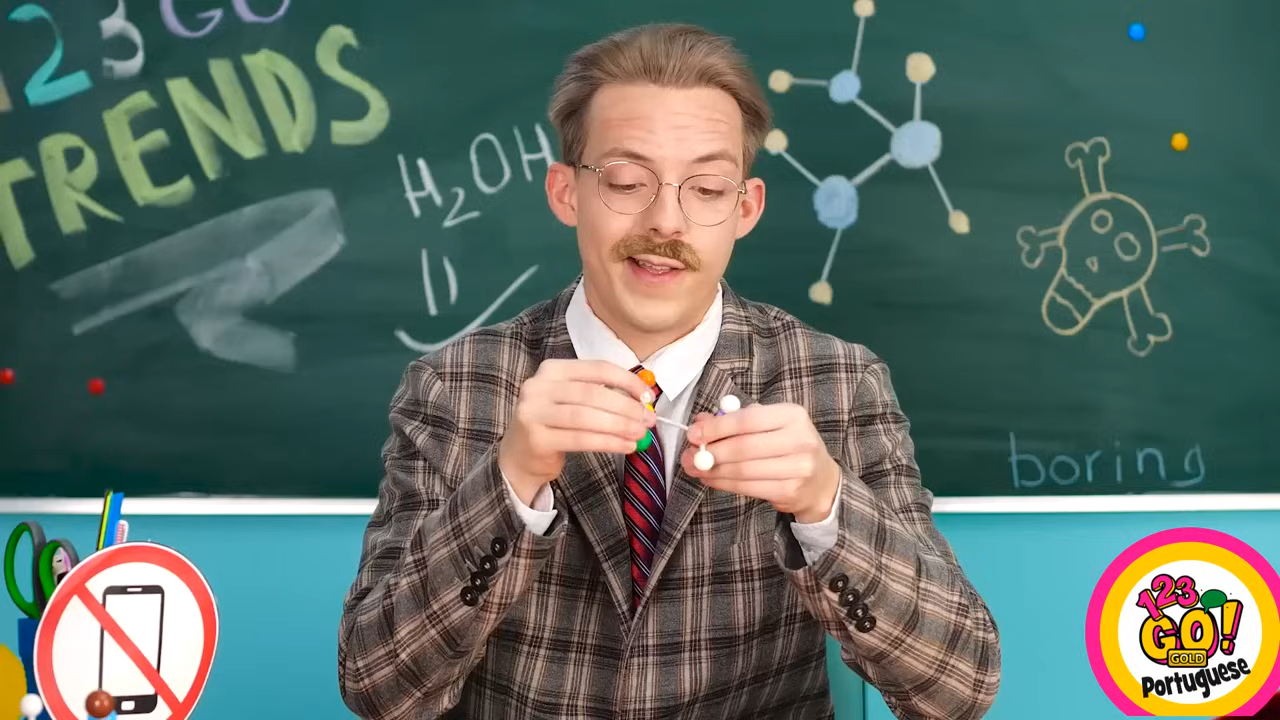 123 GO
TRENDS
H₂OH
boring
123
GO!
GOLD
Portuguese